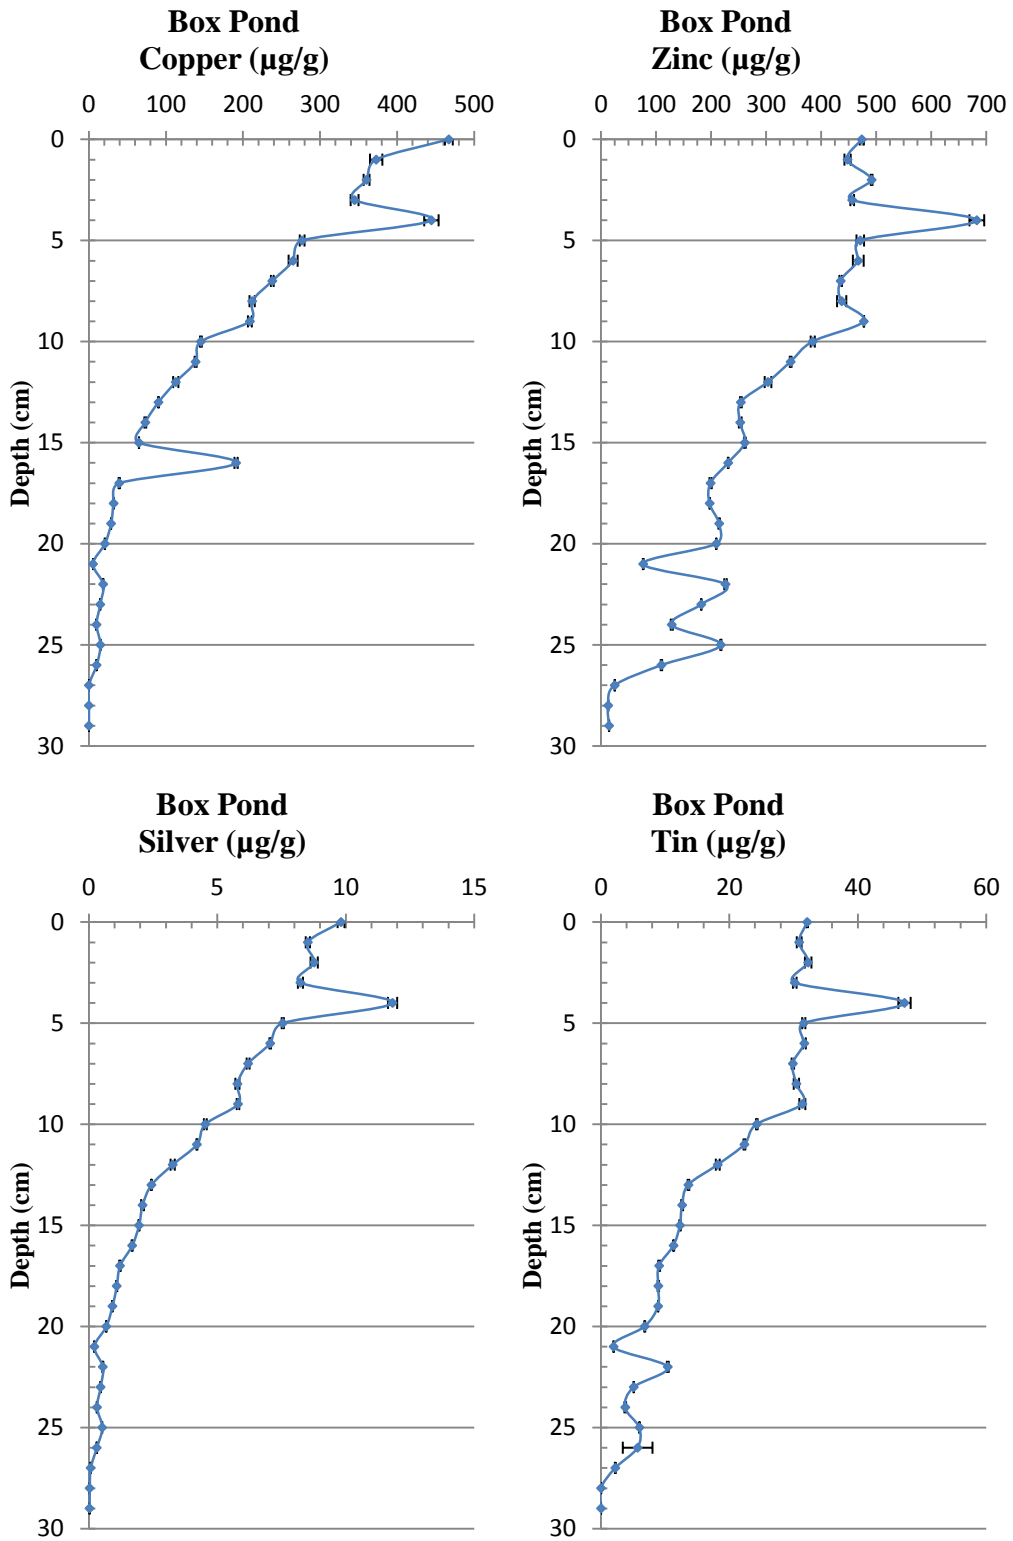 Box Pond
Copper (µg/g)
0 100 200 300 400 500
0
5
10
15
20
25
30
Depth (cm)
Box Pond
Zinc (µg/g)
0 100 200 300 400 500 600 700
0
5
10
15
20
25
30
Depth (cm)
Box Pond
Silver (µg/g)
0 5 10 15
0
5
10
15
20
25
30
Depth (cm)
Box Pond
Tin (µg/g)
0 20 40 60
0
5
10
15
20
25
30
Depth (cm)